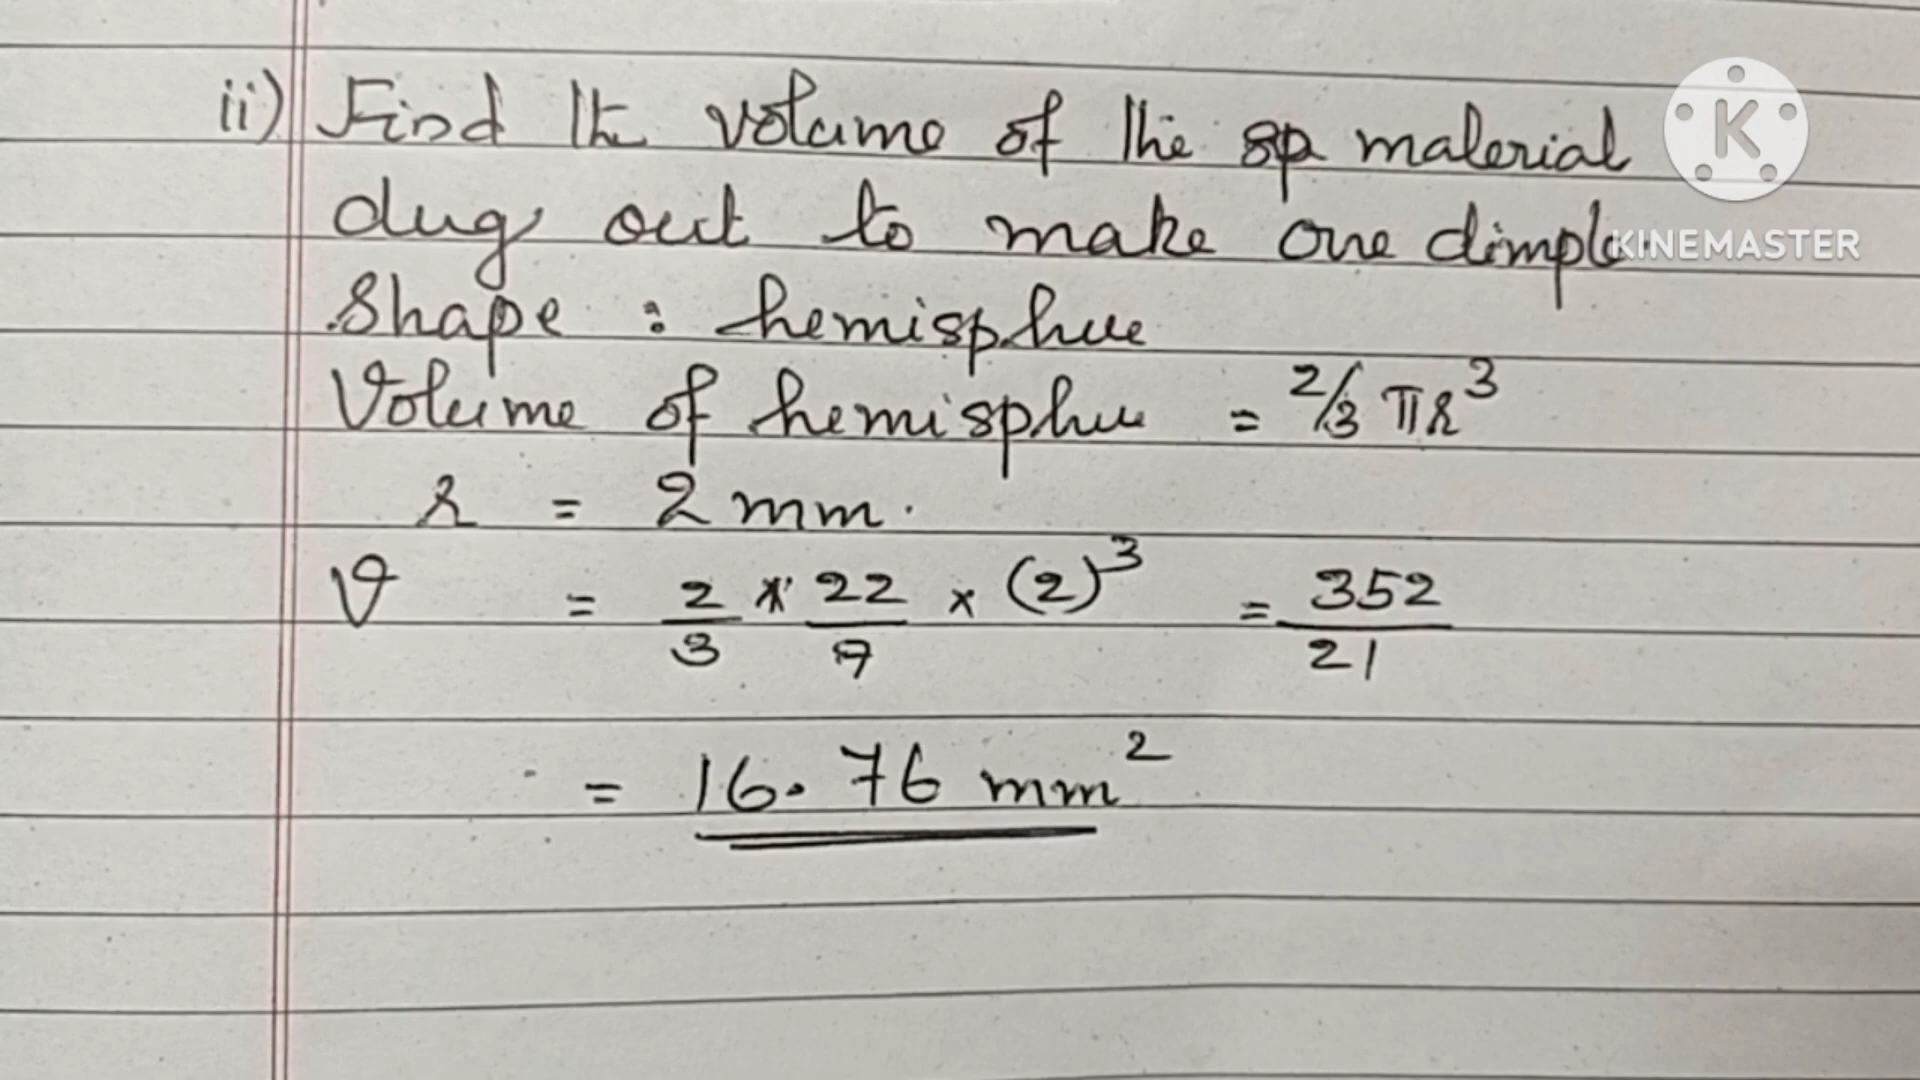 ii) Find the volume of the sp material
dug out to make one dimple
KINEMASTER
Shape : hemisphere
Volume of hemisphere = 2/3 πr³
r = 2 mm.
V = 2/3 × 22/7 × (2)³ = 352/21
= 16.76 mm²